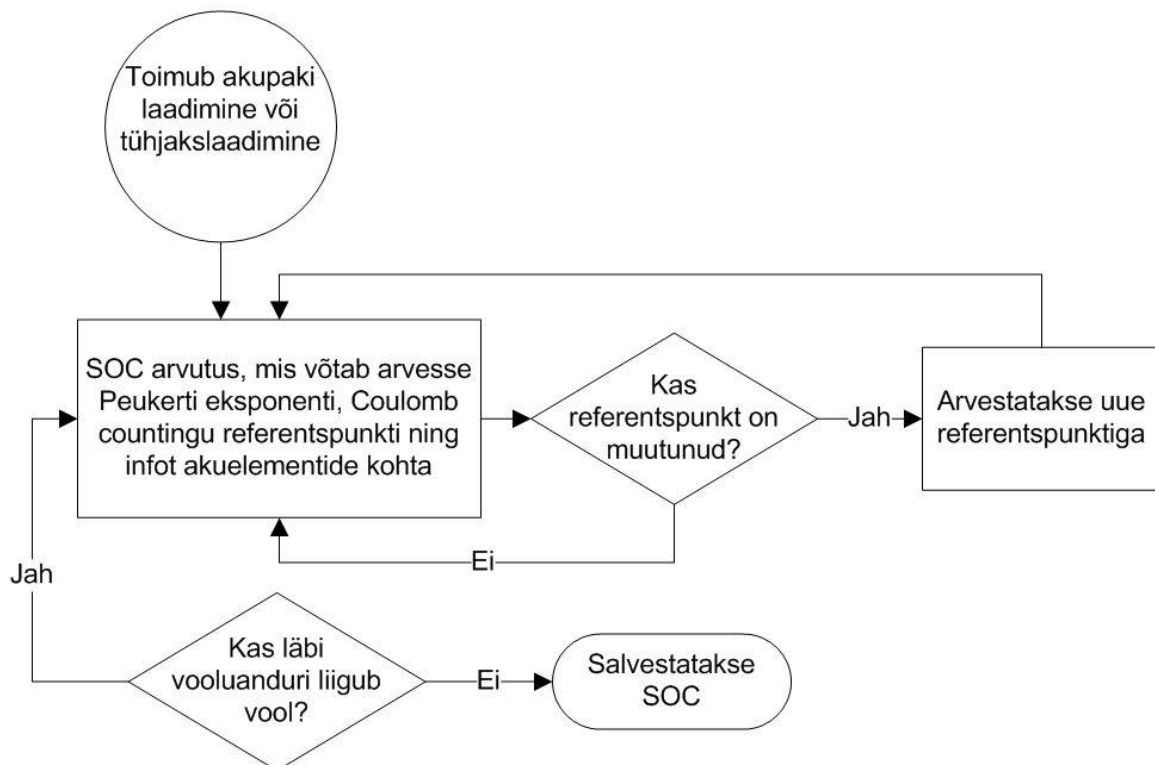 Toimub akupaki
laadimine või
tühjakslaadimine
SOC arvutus, mis võtab arvesse
Peukerti eksponenti, Coulomb
countingu referentspunkti ning
infot akuelementide kohta
Kas
referentspunkt on
muutunud?
Jah
Arvestatakse uue
referentspunktiga
Ei
Jah
Kas läbi
vooluanduri liigub
vool?
Ei
Salvestatakse
SOC